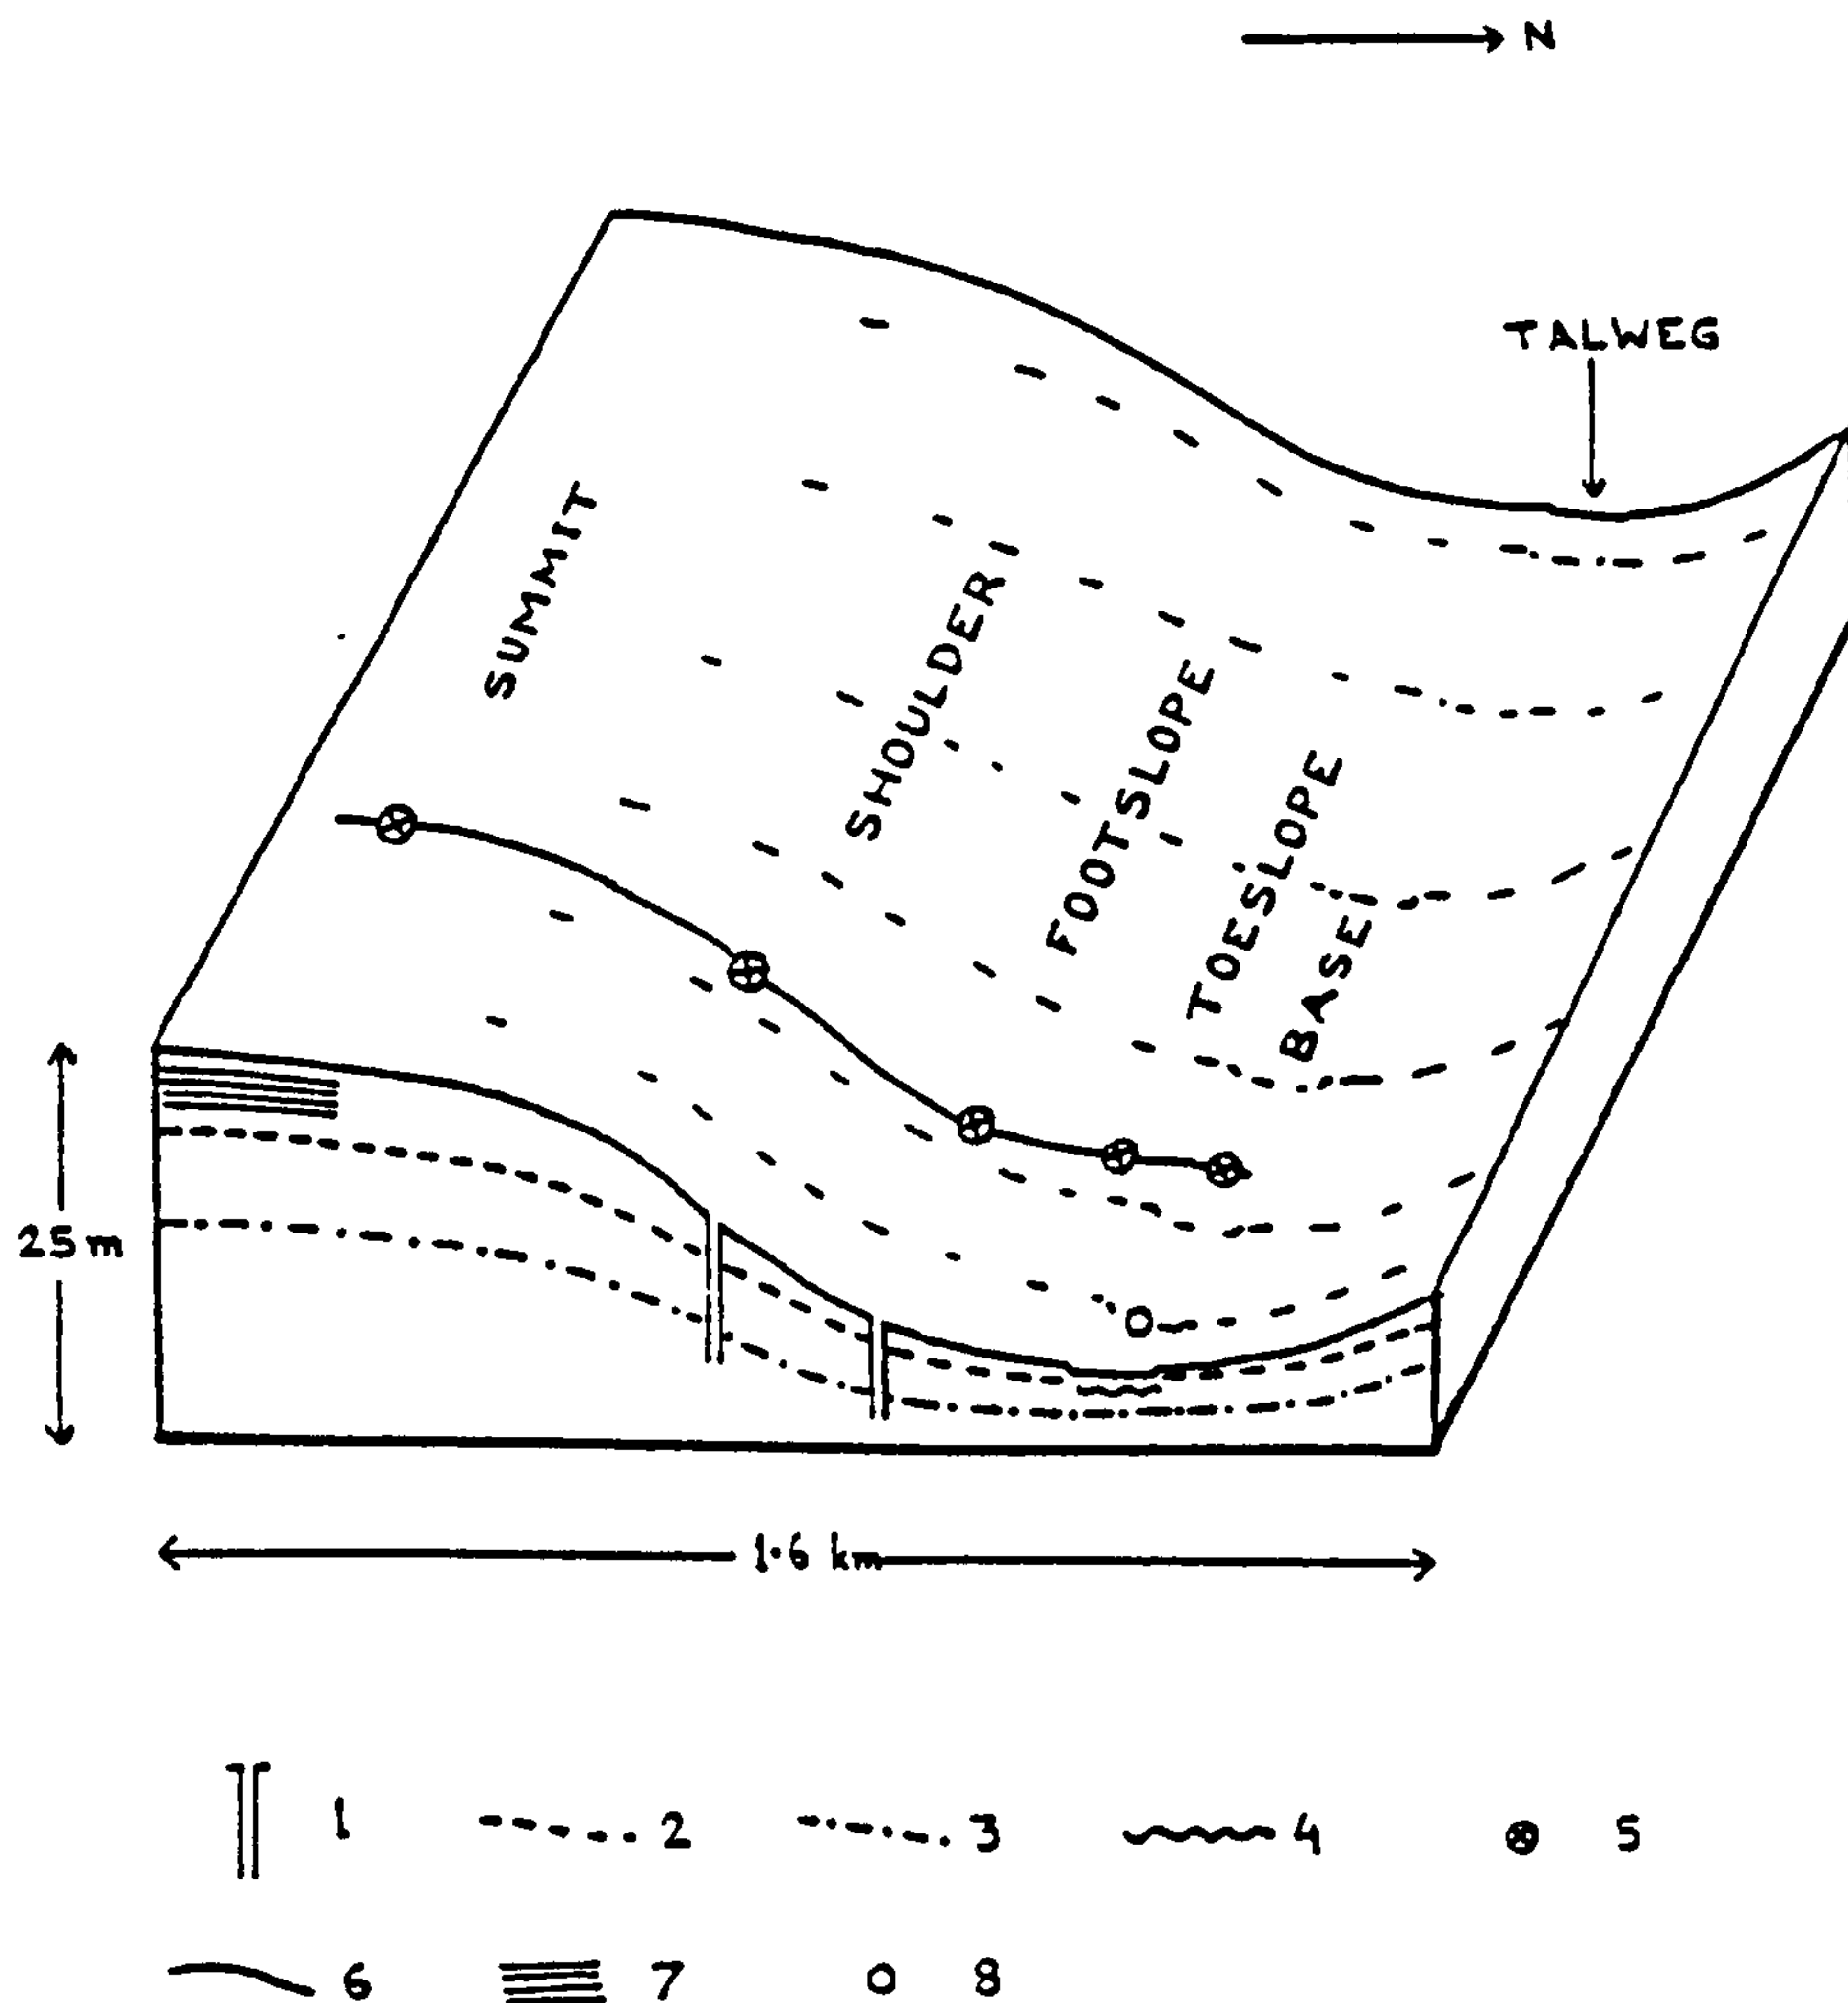 N
TALWEG
SUMMIT
SHOULDER
FOOTSLOPE
TOESLOPE
BASE
25 m
1·6 km
1 2 3 4 5
6 7 8